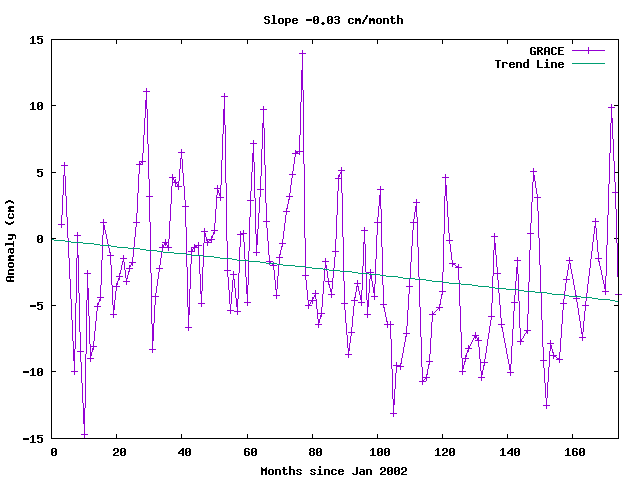 Slope -0.03 cm/month
GRACE
Trend Line
15
10
5
0
-5
-10
-15
Anomaly (cm)
0 20 40 60 80 100 120 140 160
Months since Jan 2002